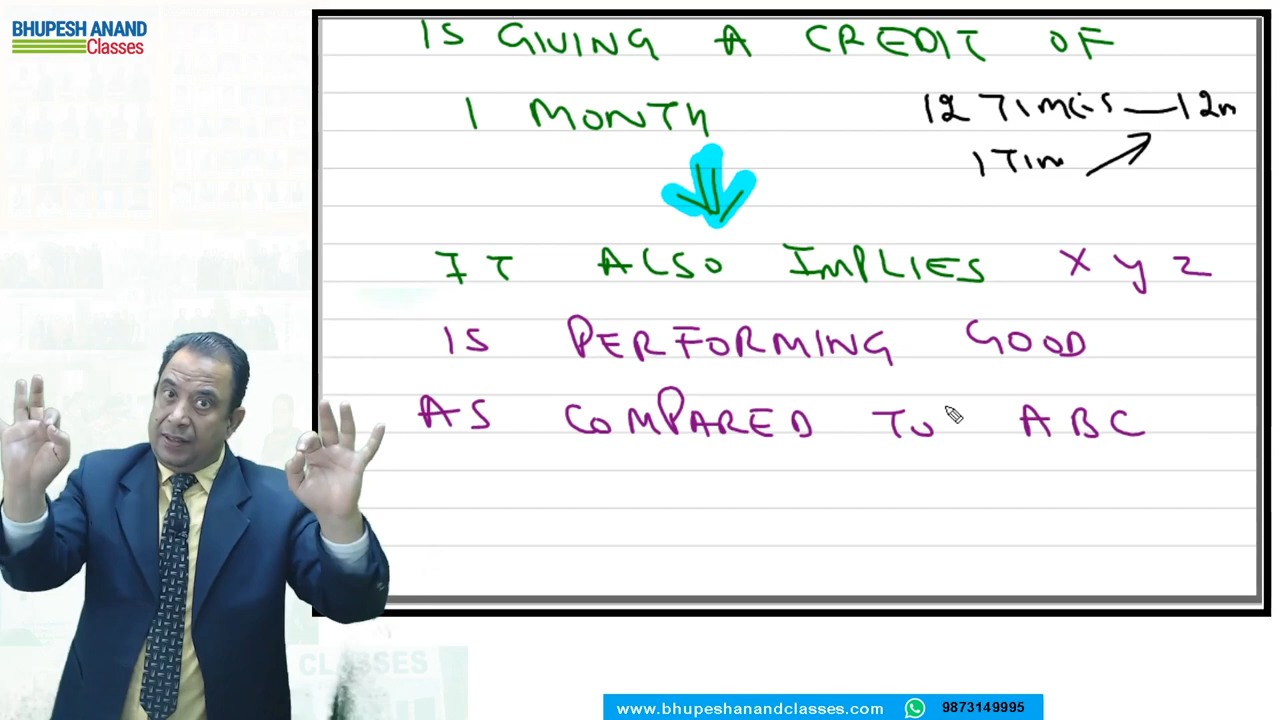 BHUPESH ANAND
Classes
IS GIVING A CREDIT OF
1 MONTH
12 TIMES — 12m
1 Tim
IT ALSO IMPLIES XYZ
IS PERFORMING GOOD
AS COMPARED TO ABC
CLASSES
www.bhupeshanandclasses.com 9873149995